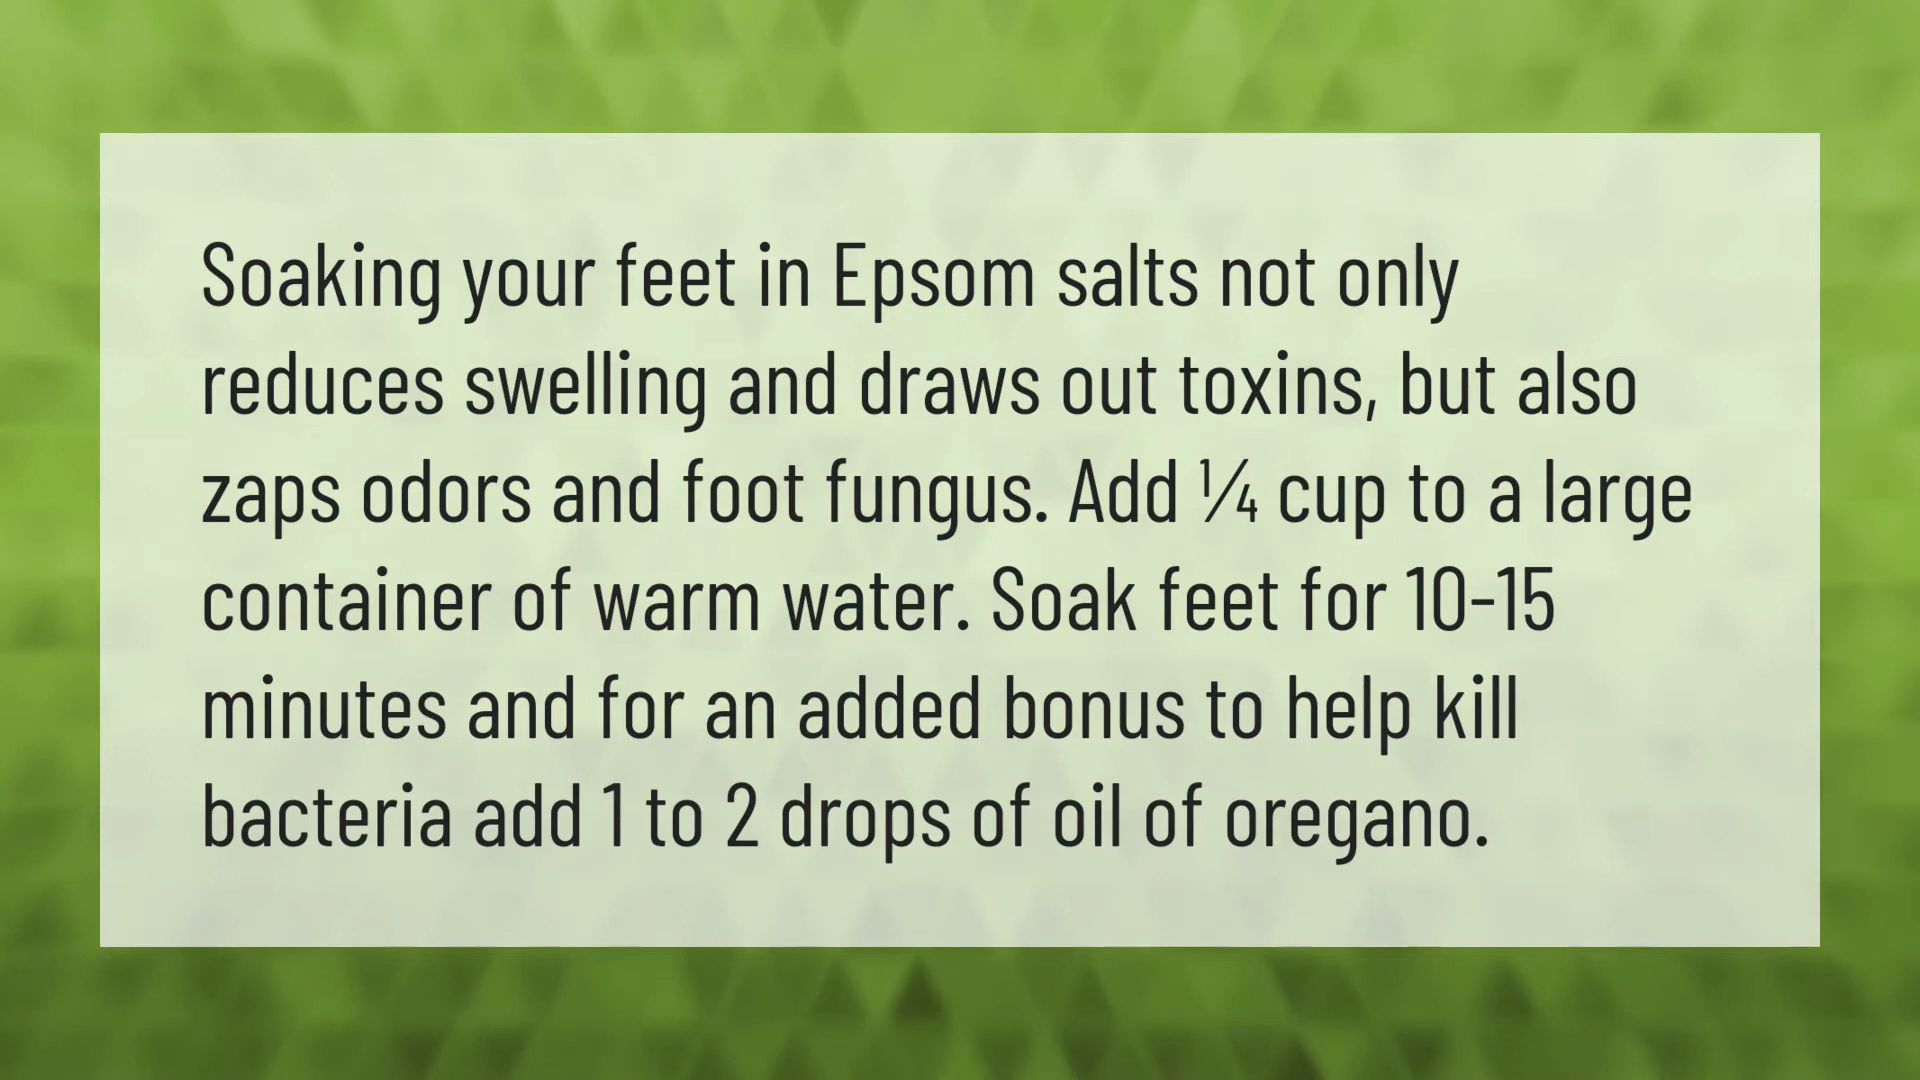 Soaking your feet in Epsom salts not only
reduces swelling and draws out toxins, but also
zaps odors and foot fungus. Add ¼ cup to a large
container of warm water. Soak feet for 10-15
minutes and for an added bonus to help kill
bacteria add 1 to 2 drops of oil of oregano.